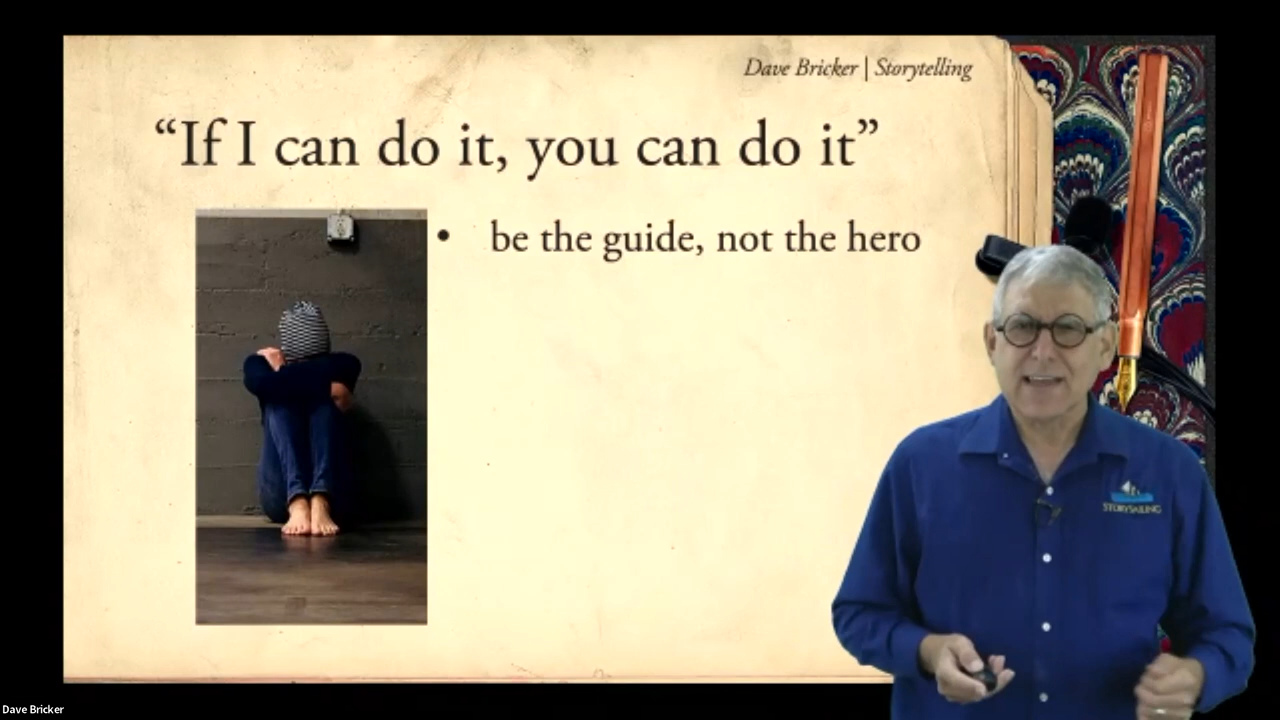 Dave Bricker | Storytelling
“If I can do it, you can do it”
• be the guide, not the hero
STORYSAILING
Dave Bricker